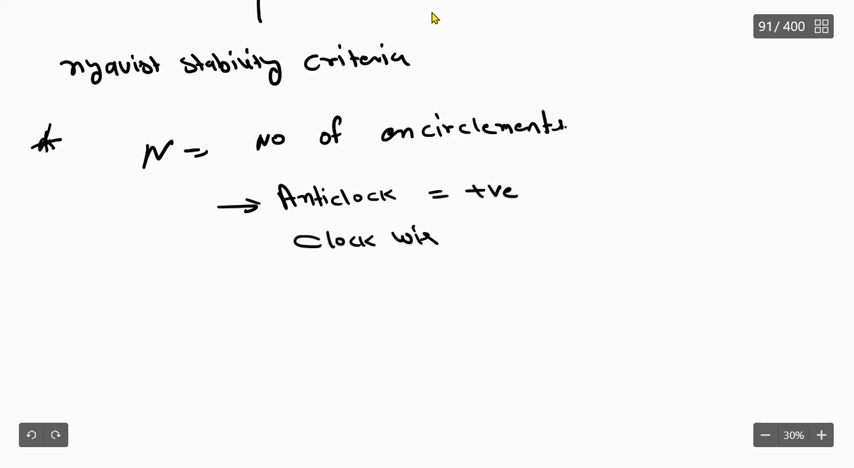 91 / 400
nyquist stability criteria
* N = No of encirclements.
→ Anticlock = +ve
Clock wise
30%